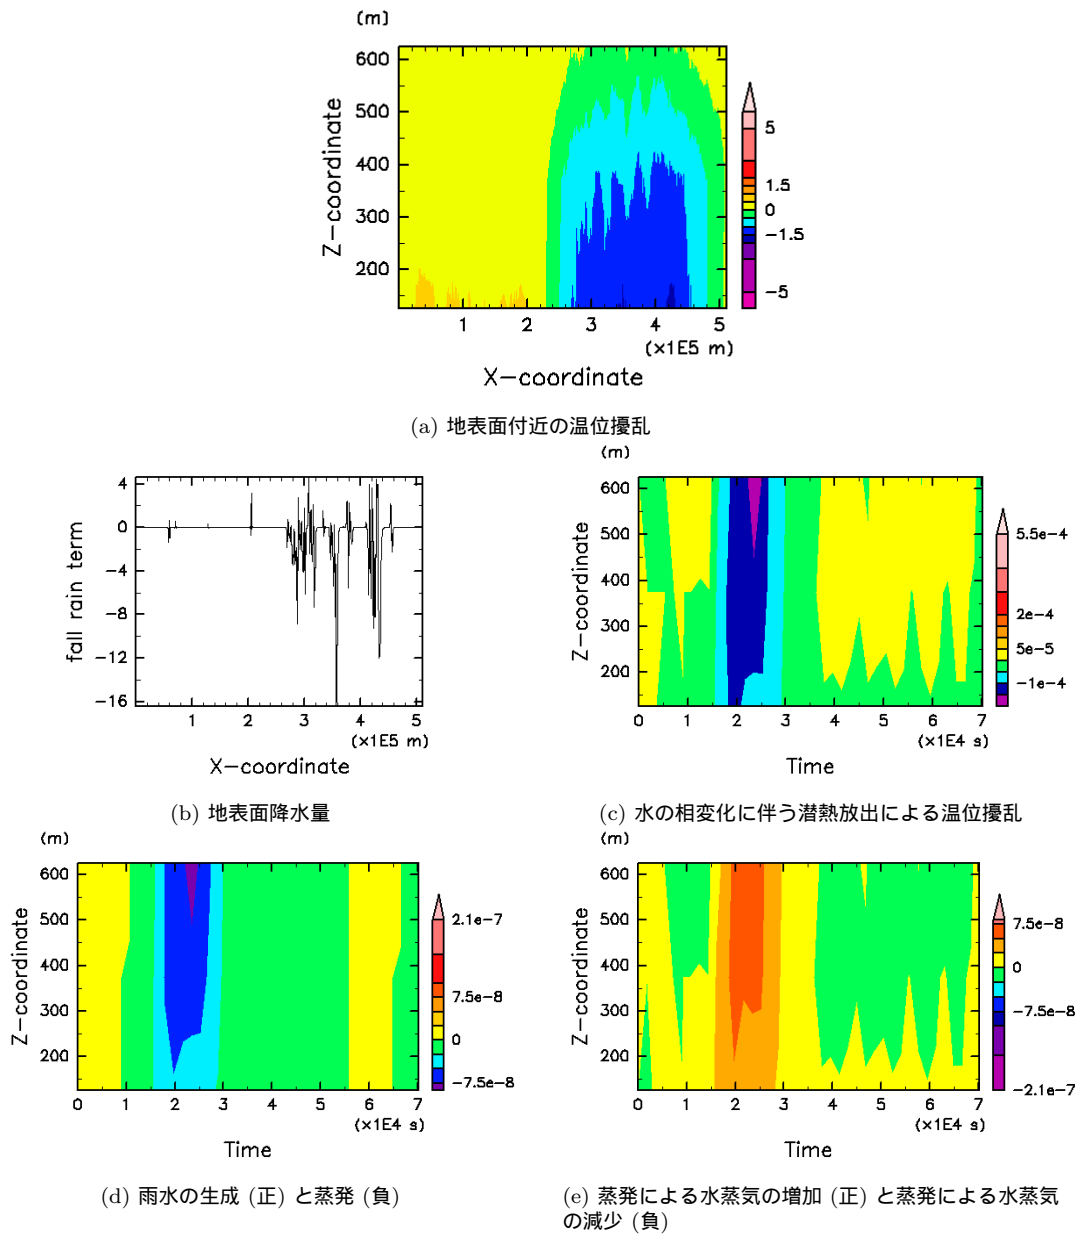 (m)
600
500
400
300
200
Z-coordinate
1 2 3 4 5
(×1E5 m)
X-coordinate
5
1.5
0
-1.5
-5
(a) 地表面付近の温位擾乱
4
0
-4
-8
-12
-16
fall rain term
1 2 3 4 5
(×1E5 m)
X-coordinate
(b) 地表面降水量
(m)
600
500
400
300
200
Z-coordinate
0 1 2 3 4 5 6 7
(×1E4 s)
Time
5.5e-4
2e-4
5e-5
-1e-4
(c) 水の相変化に伴う潜熱放出による温位擾乱
(m)
600
500
400
300
200
Z-coordinate
0 1 2 3 4 5 6 7
(×1E4 s)
Time
2.1e-7
7.5e-8
0
-7.5e-8
(d) 雨水の生成 (正) と蒸発 (負)
(m)
600
500
400
300
200
Z-coordinate
0 1 2 3 4 5 6 7
(×1E4 s)
Time
7.5e-8
0
-7.5e-8
-2.1e-7
(e) 蒸発による水蒸気の増加 (正) と蒸発による水蒸気
の減少 (負)